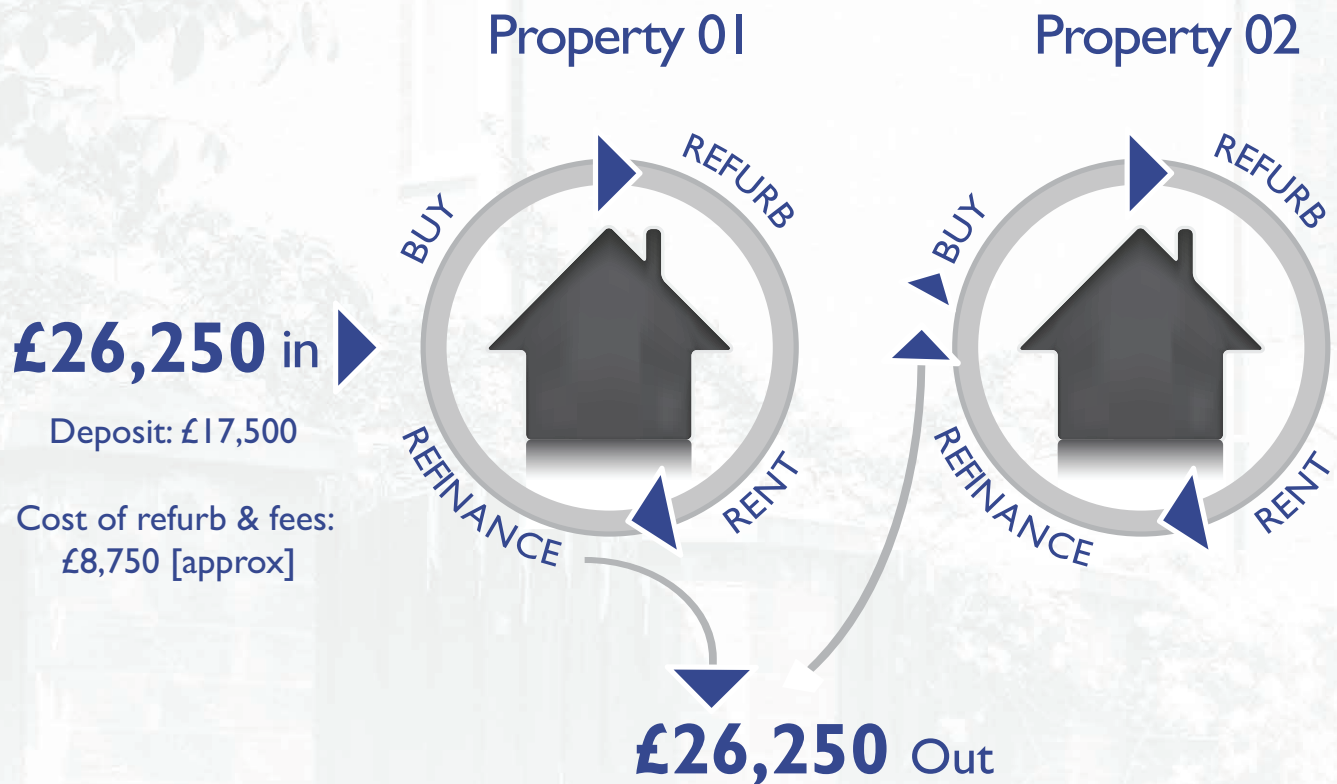 Property 01
Property 02
BUY
REFURB
RENT
REFINANCE
BUY
REFURB
RENT
REFINANCE
£26,250 in
Deposit: £17,500
Cost of refurb & fees:
£8,750 [approx]
£26,250 Out